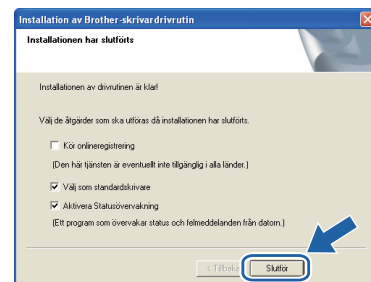 Installation av Brother-skrivardrivrutin
Installationen har slutförts
Installationen av drivrutinen är klar!
Välj de åtgärder som ska utföras då installationen har slutförts.
Kör onlineregistrering
(Den här tjänsten är eventuellt inte tillgänglig i alla länder.)
Välj som standardskrivare
Aktivera Statusövervakning
(Ett program som övervakar status och felmeddelanden från datorn.)
Slutför